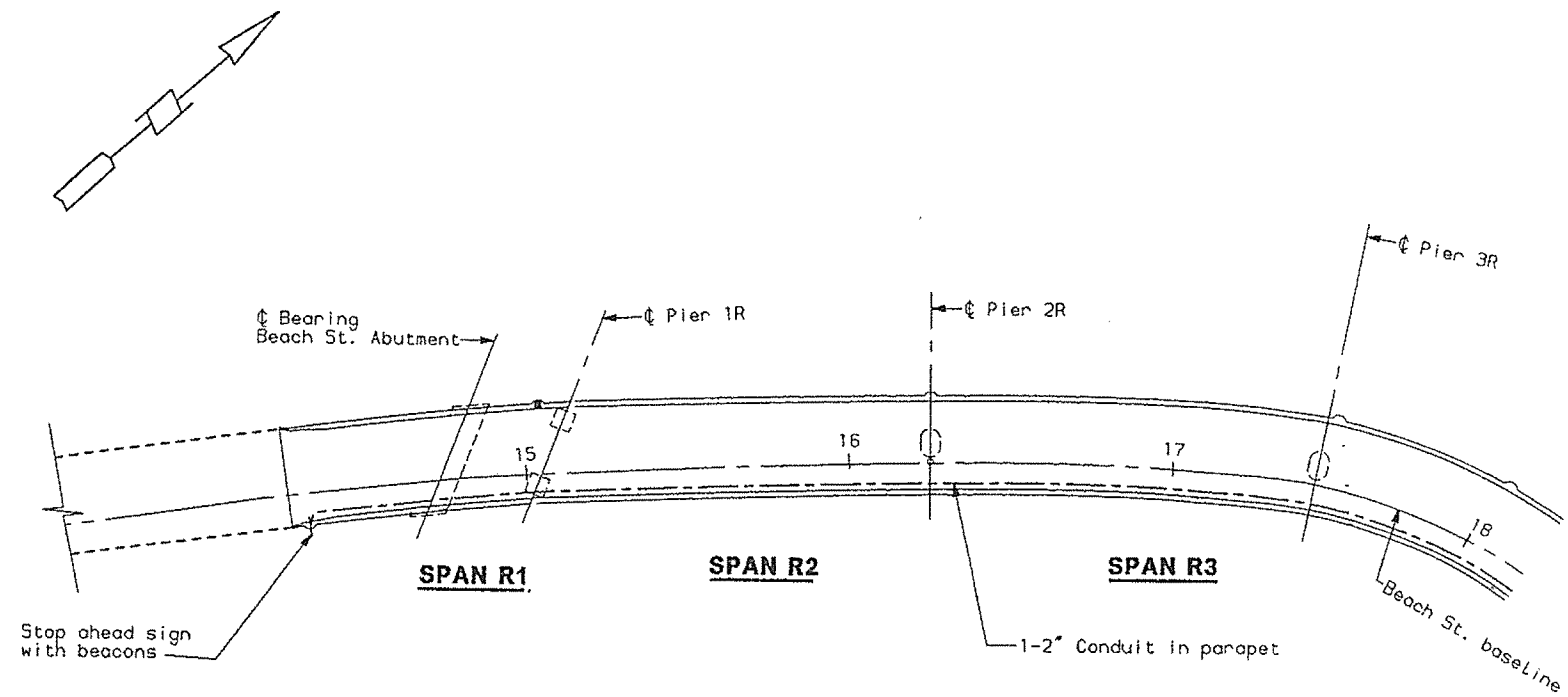 ℄ Bearing
Beach St. Abutment
℄ Pier 1R
℄ Pier 2R
℄ Pier 3R
15
16
17
18
SPAN R1
SPAN R2
SPAN R3
Stop ahead sign
with beacons
1-2" Conduit in parapet
Beach St. baseline